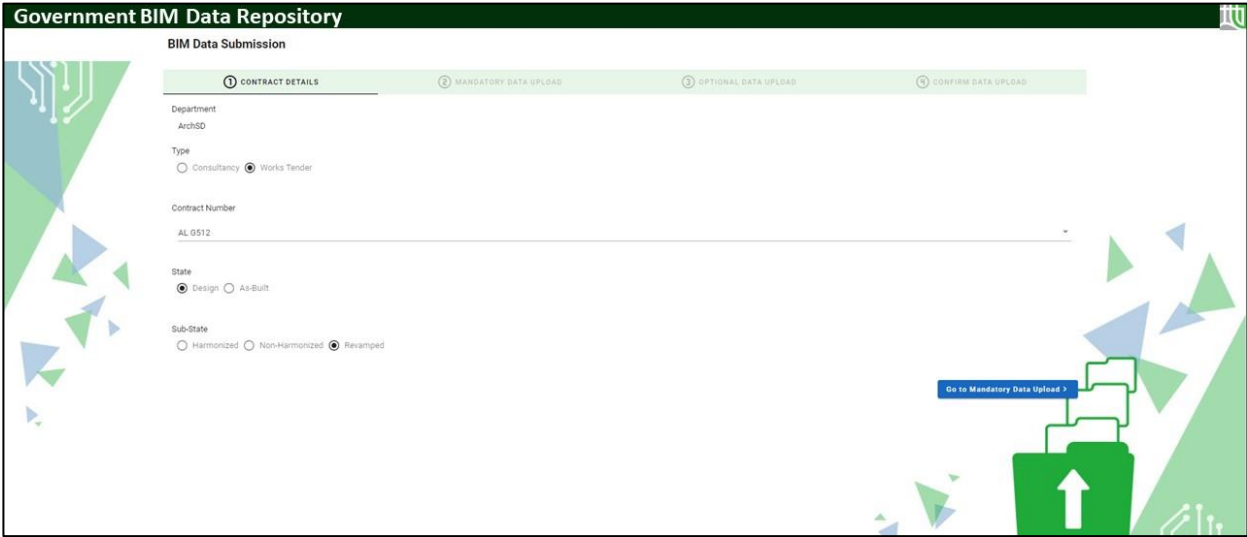 Government BIM Data Repository
BIM Data Submission
1 CONTRACT DETAILS 2 MANDATORY DATA UPLOAD 3 OPTIONAL DATA UPLOAD 4 CONFIRM DATA UPLOAD
Department
ArchSD
Type
Consultancy Works Tender
Contract Number
AL G512
State
Design As-Built
Sub-State
Harmonized Non-Harmonized Revamped
Go to Mandatory Data Upload >